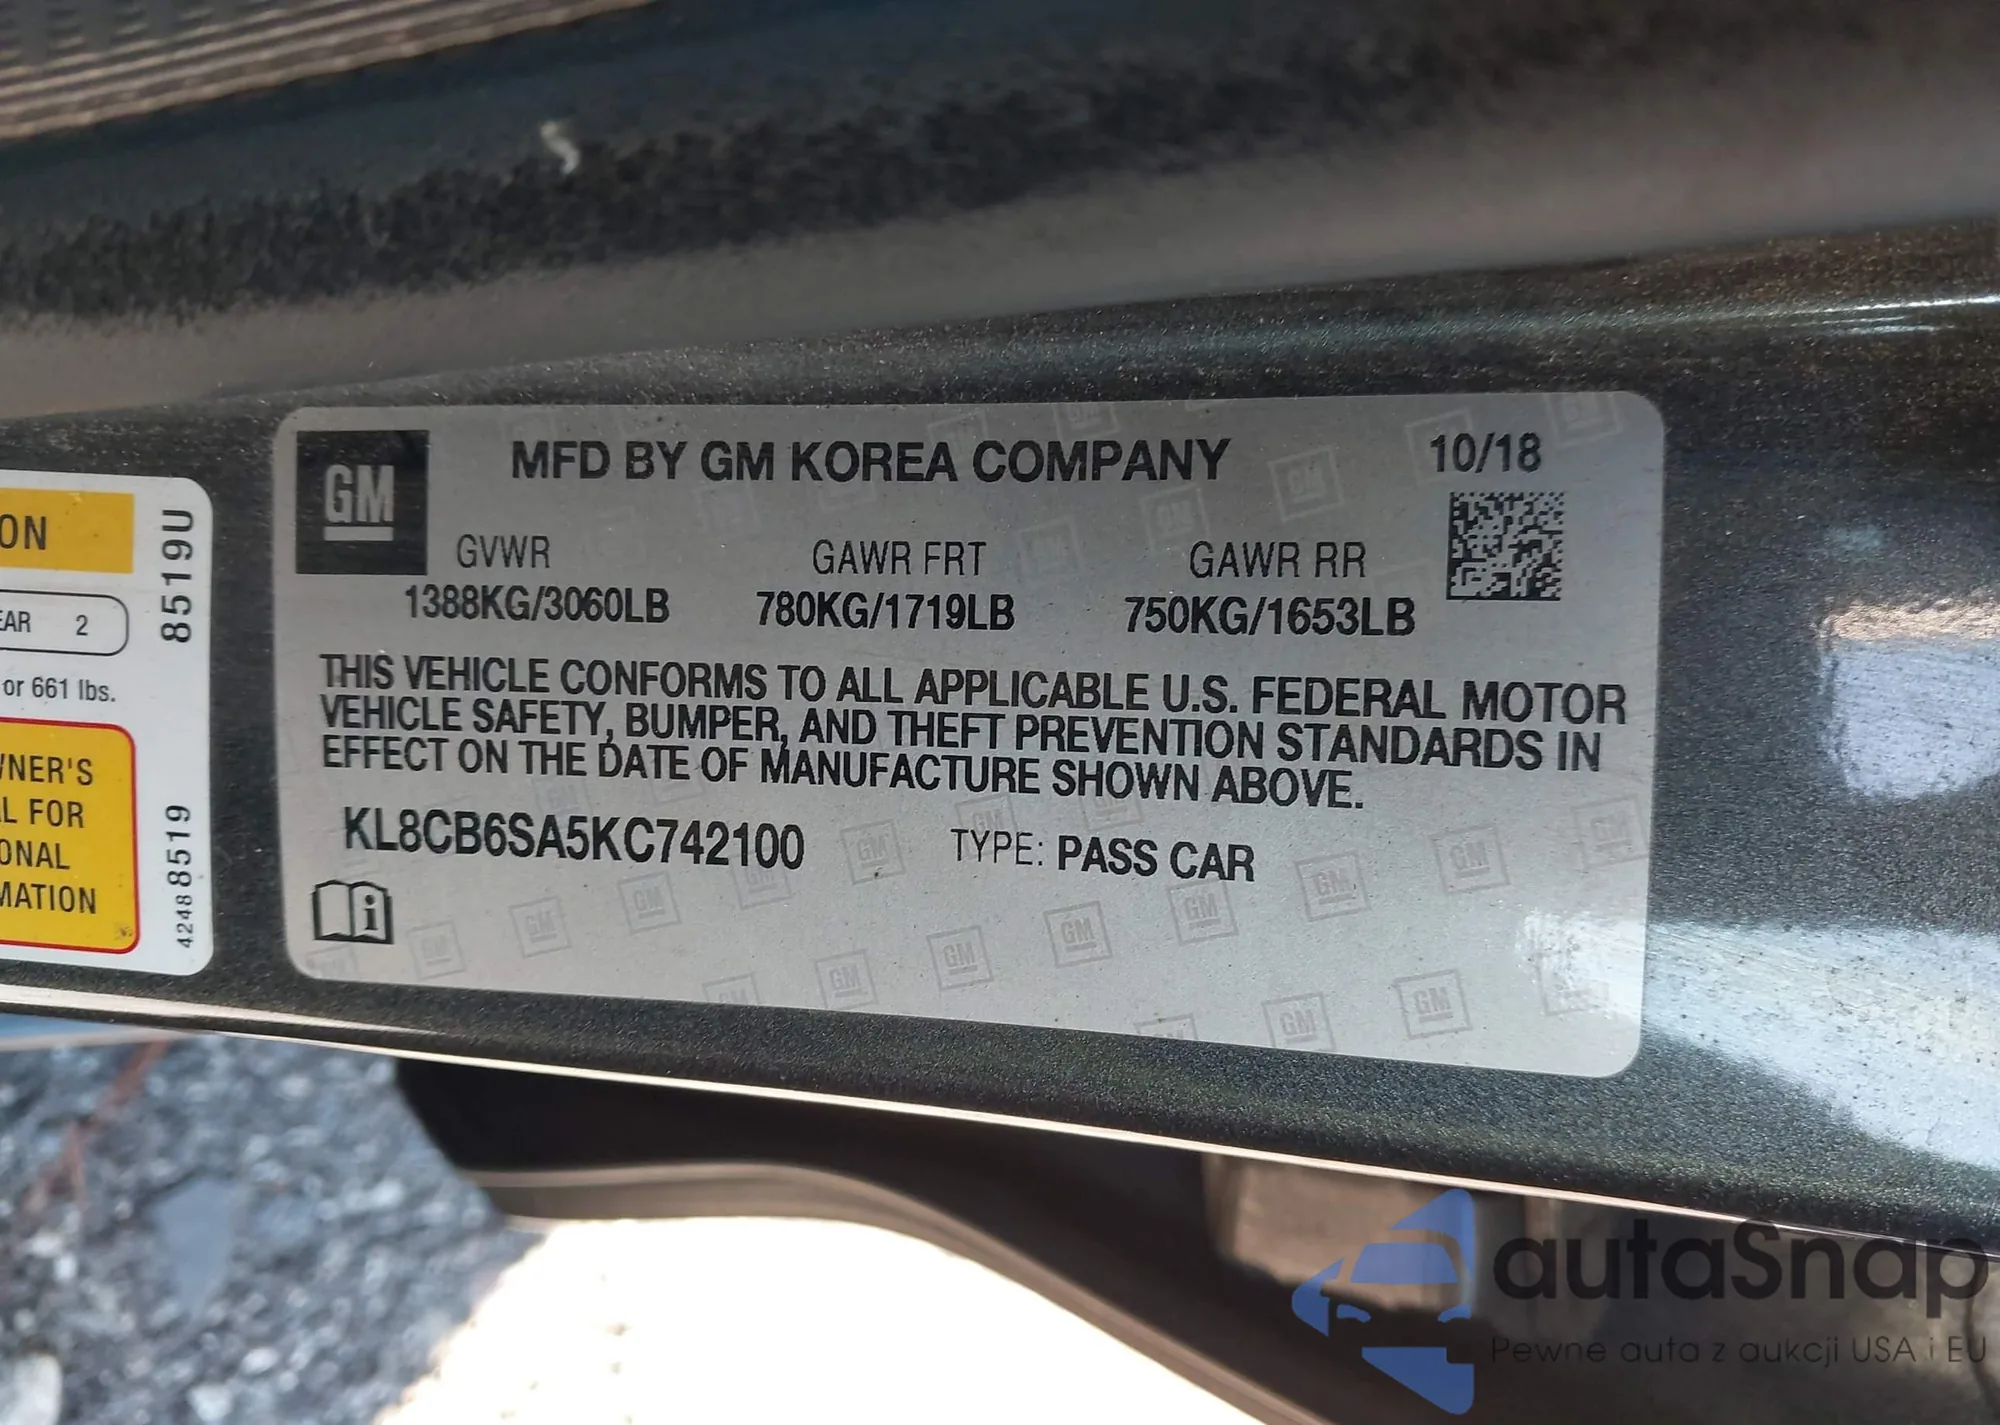 GM
MFD BY GM KOREA COMPANY
10/18
GVWR
GAWR FRT
GAWR RR
1388KG/3060LB
780KG/1719LB
750KG/1653LB
THIS VEHICLE CONFORMS TO ALL APPLICABLE U.S. FEDERAL MOTOR
VEHICLE SAFETY, BUMPER, AND THEFT PREVENTION STANDARDS IN
EFFECT ON THE DATE OF MANUFACTURE SHOWN ABOVE.
KL8CB6SA5KC742100
TYPE: PASS CAR
ON
EAR 2
or 661 lbs.
WNER'S
L FOR
ONAL
MATION
8519U
42488519
autaSnap
Pewne auta z aukcji USA i EU